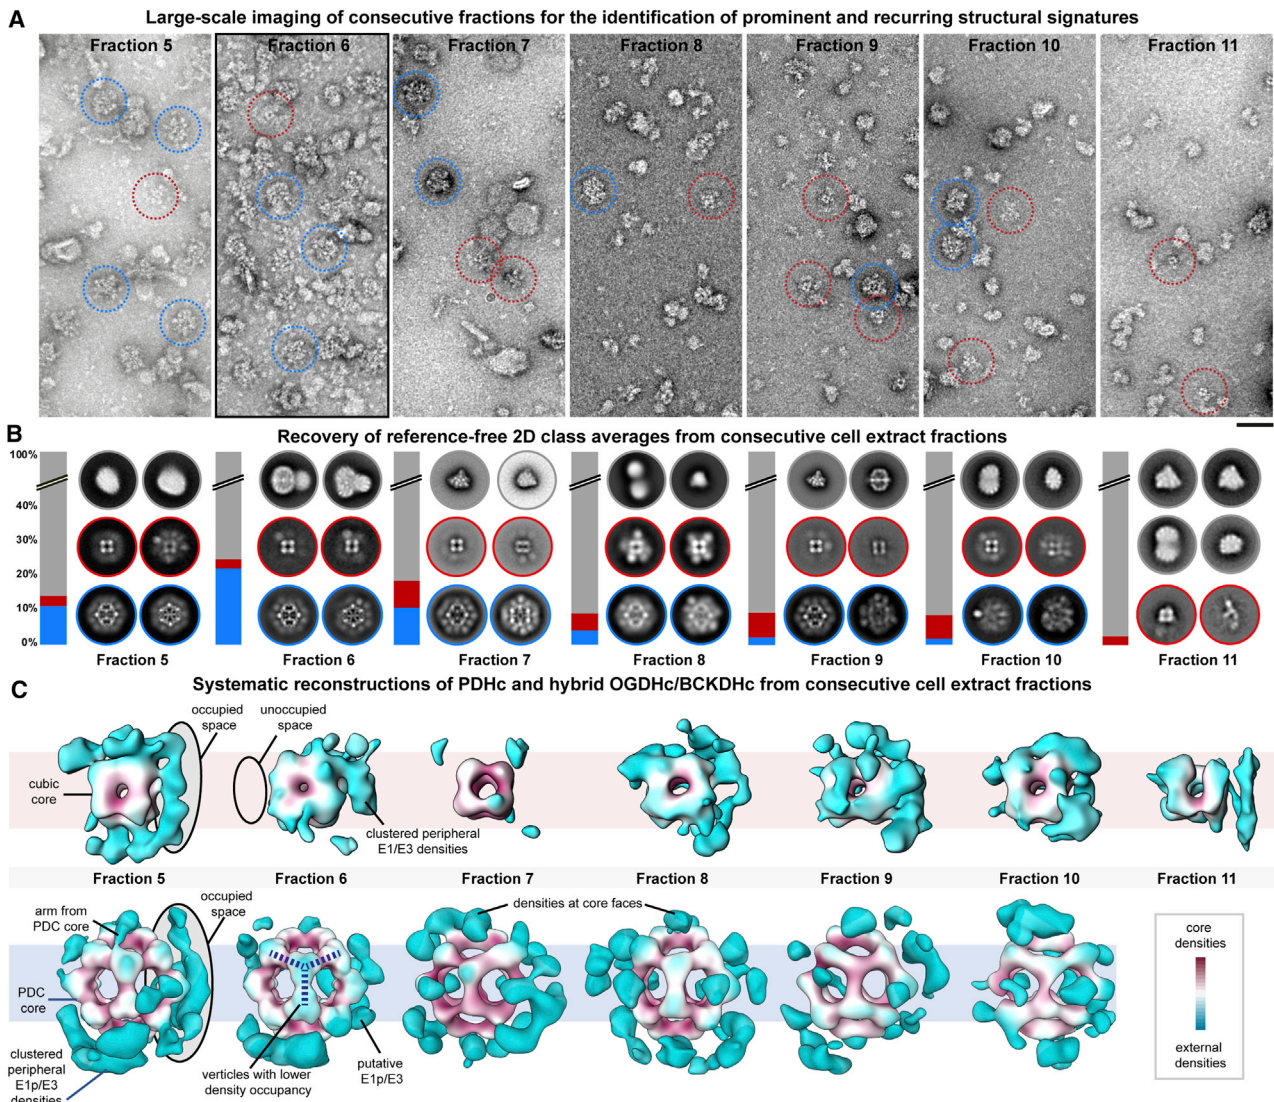 A
Large-scale imaging of consecutive fractions for the identification of prominent and recurring structural signatures
Fraction 5
Fraction 6
Fraction 7
Fraction 8
Fraction 9
Fraction 10
Fraction 11
B
Recovery of reference-free 2D class averages from consecutive cell extract fractions
100%
40%
30%
20%
10%
0%
Fraction 5
Fraction 6
Fraction 7
Fraction 8
Fraction 9
Fraction 10
Fraction 11
C
Systematic reconstructions of PDHc and hybrid OGDHc/BCKDHc from consecutive cell extract fractions
occupied
space
unoccupied
space
cubic
core
clustered peripheral
E1/E3 densities
Fraction 5
Fraction 6
Fraction 7
Fraction 8
Fraction 9
Fraction 10
Fraction 11
arm from
PDC core
occupied
space
densities at core faces
PDC
core
clustered
peripheral
E1p/E3
densities
verticles with lower
density occupancy
putative
E1p/E3
core
densities
external
densities